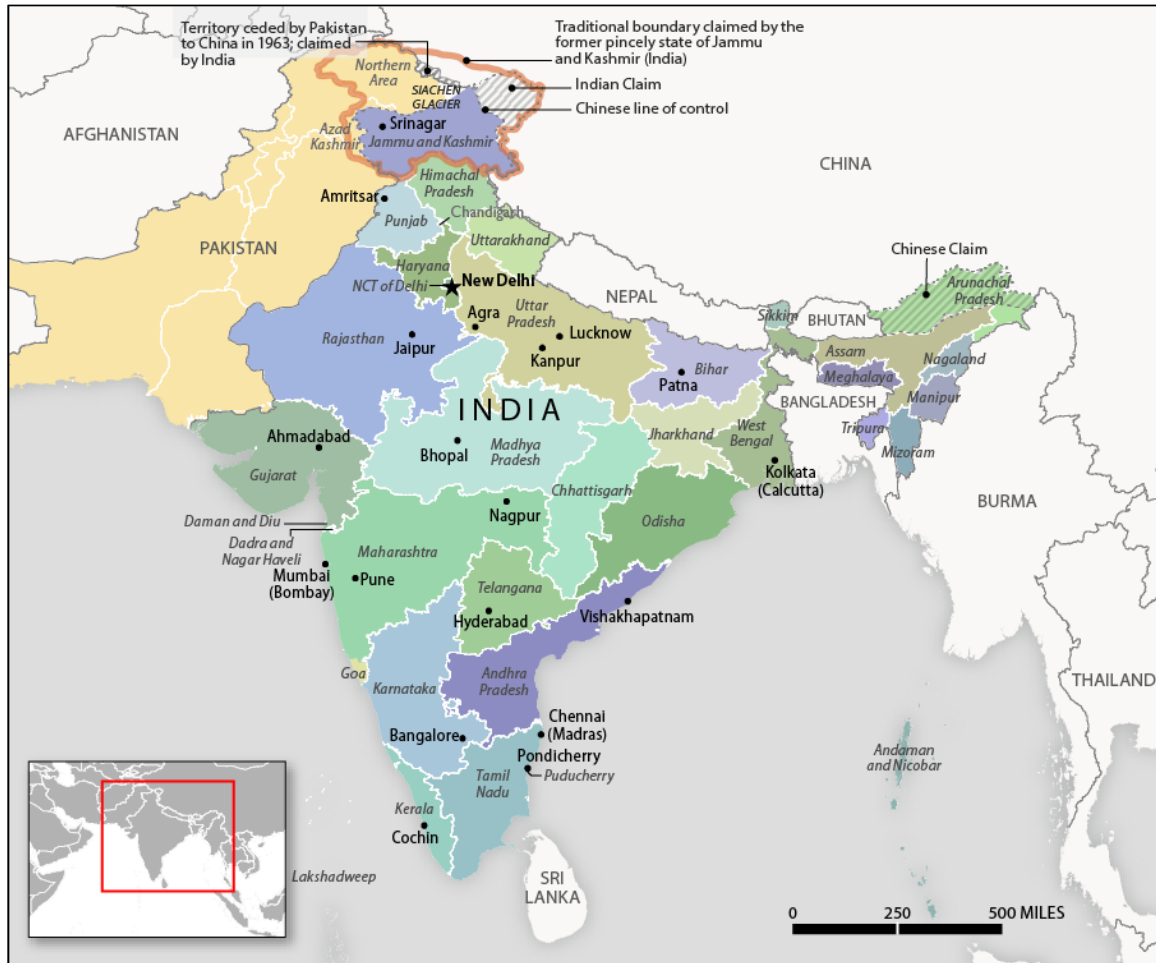 Territory ceded by Pakistan
to China in 1963; claimed
by India
Traditional boundary claimed by the
former pincely state of Jammu
and Kashmir (India)
Northern
Area
SIACHEN
GLACIER
Indian Claim
Chinese line of control
AFGHANISTAN
Azad
Kashmir
Srinagar
Jammu and Kashmir
CHINA
Himachal
Pradesh
Amritsar
Punjab
Chandigarh
Uttarakhand
PAKISTAN
Haryana
NCT of Delhi
New Delhi
Chinese Claim
Arunachal
Pradesh
NEPAL
Sikkim
BHUTAN
Agra
Uttar
Pradesh
Lucknow
Rajasthan
Jaipur
Kanpur
Assam
Nagaland
Patna
Bihar
Meghalaya
BANGLADESH
Manipur
INDIA
Tripura
Mizoram
Ahmadabad
Bhopal
Madhya
Pradesh
Jharkhand
West
Bengal
Gujarat
Kolkata
(Calcutta)
Chhattisgarh
BURMA
Nagpur
Odisha
Daman and Diu
Dadra and
Nagar Haveli
Maharashtra
Mumbai
(Bombay)
Pune
Telangana
Hyderabad
Vishakhapatnam
Goa
Karnataka
Andhra
Pradesh
THAILAND
Bangalore
Chennai
(Madras)
Pondicherry
Puducherry
Andaman
and Nicobar
Tamil
Nadu
Kerala
Cochin
Lakshadweep
SRI
LANKA
0 250 500 MILES